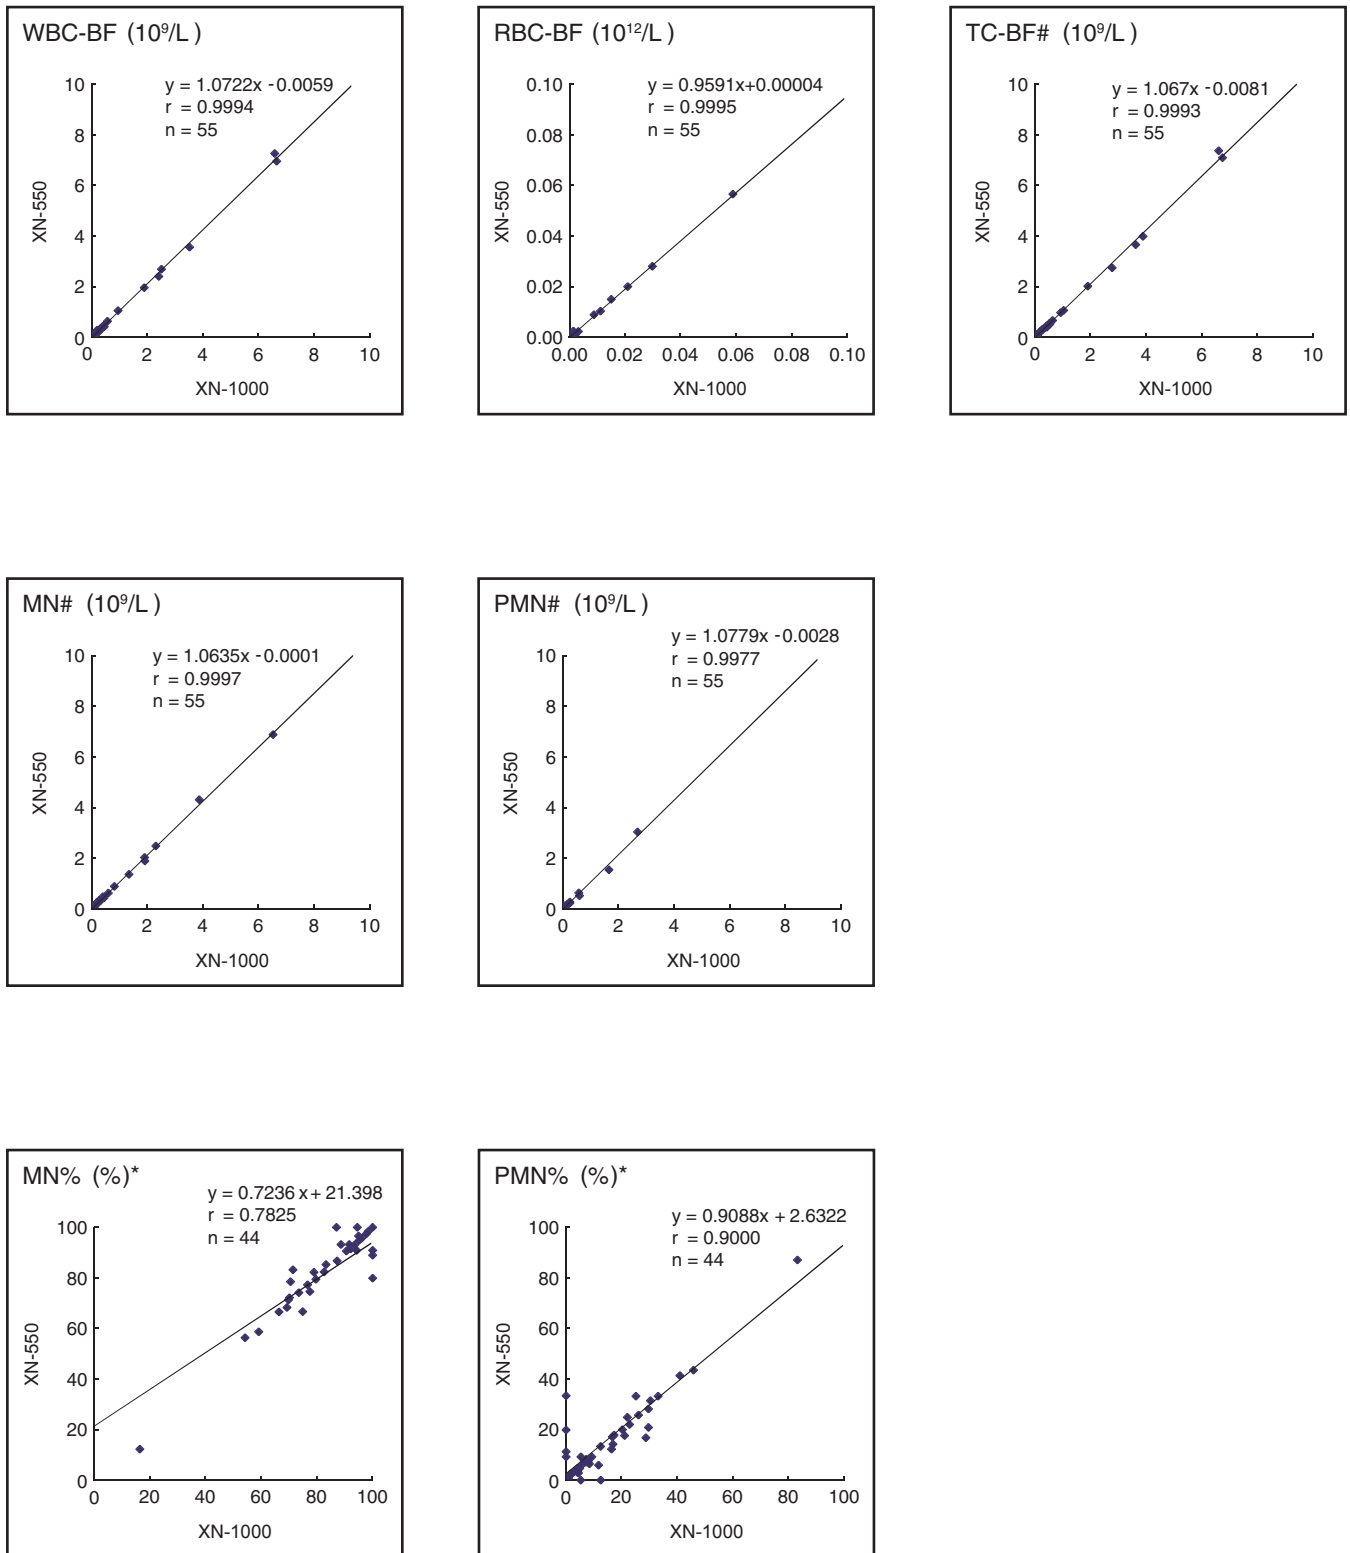 WBC-BF (10⁹/L)
y = 1.0722x -0.0059
r = 0.9994
n = 55
10
8
6
4
2
0
XN-550
0 2 4 6 8 10
XN-1000
RBC-BF (10¹²/L)
y = 0.9591x+0.00004
r = 0.9995
n = 55
0.10
0.08
0.06
0.04
0.02
0.00
XN-550
0.00 0.02 0.04 0.06 0.08 0.10
XN-1000
TC-BF# (10⁹/L)
y = 1.067x -0.0081
r = 0.9993
n = 55
10
8
6
4
2
0
XN-550
0 2 4 6 8 10
XN-1000
MN# (10⁹/L)
y = 1.0635x -0.0001
r = 0.9997
n = 55
10
8
6
4
2
0
XN-550
0 2 4 6 8 10
XN-1000
PMN# (10⁹/L)
y = 1.0779x -0.0028
r = 0.9977
n = 55
10
8
6
4
2
0
XN-550
0 2 4 6 8 10
XN-1000
MN% (%)*
y = 0.7236x+ 21.398
r = 0.7825
n = 44
100
80
60
40
20
0
XN-550
0 20 40 60 80 100
XN-1000
PMN% (%)*
y = 0.9088x + 2.6322
r = 0.9000
n = 44
100
80
60
40
20
0
XN-550
0 20 40 60 80 100
XN-1000